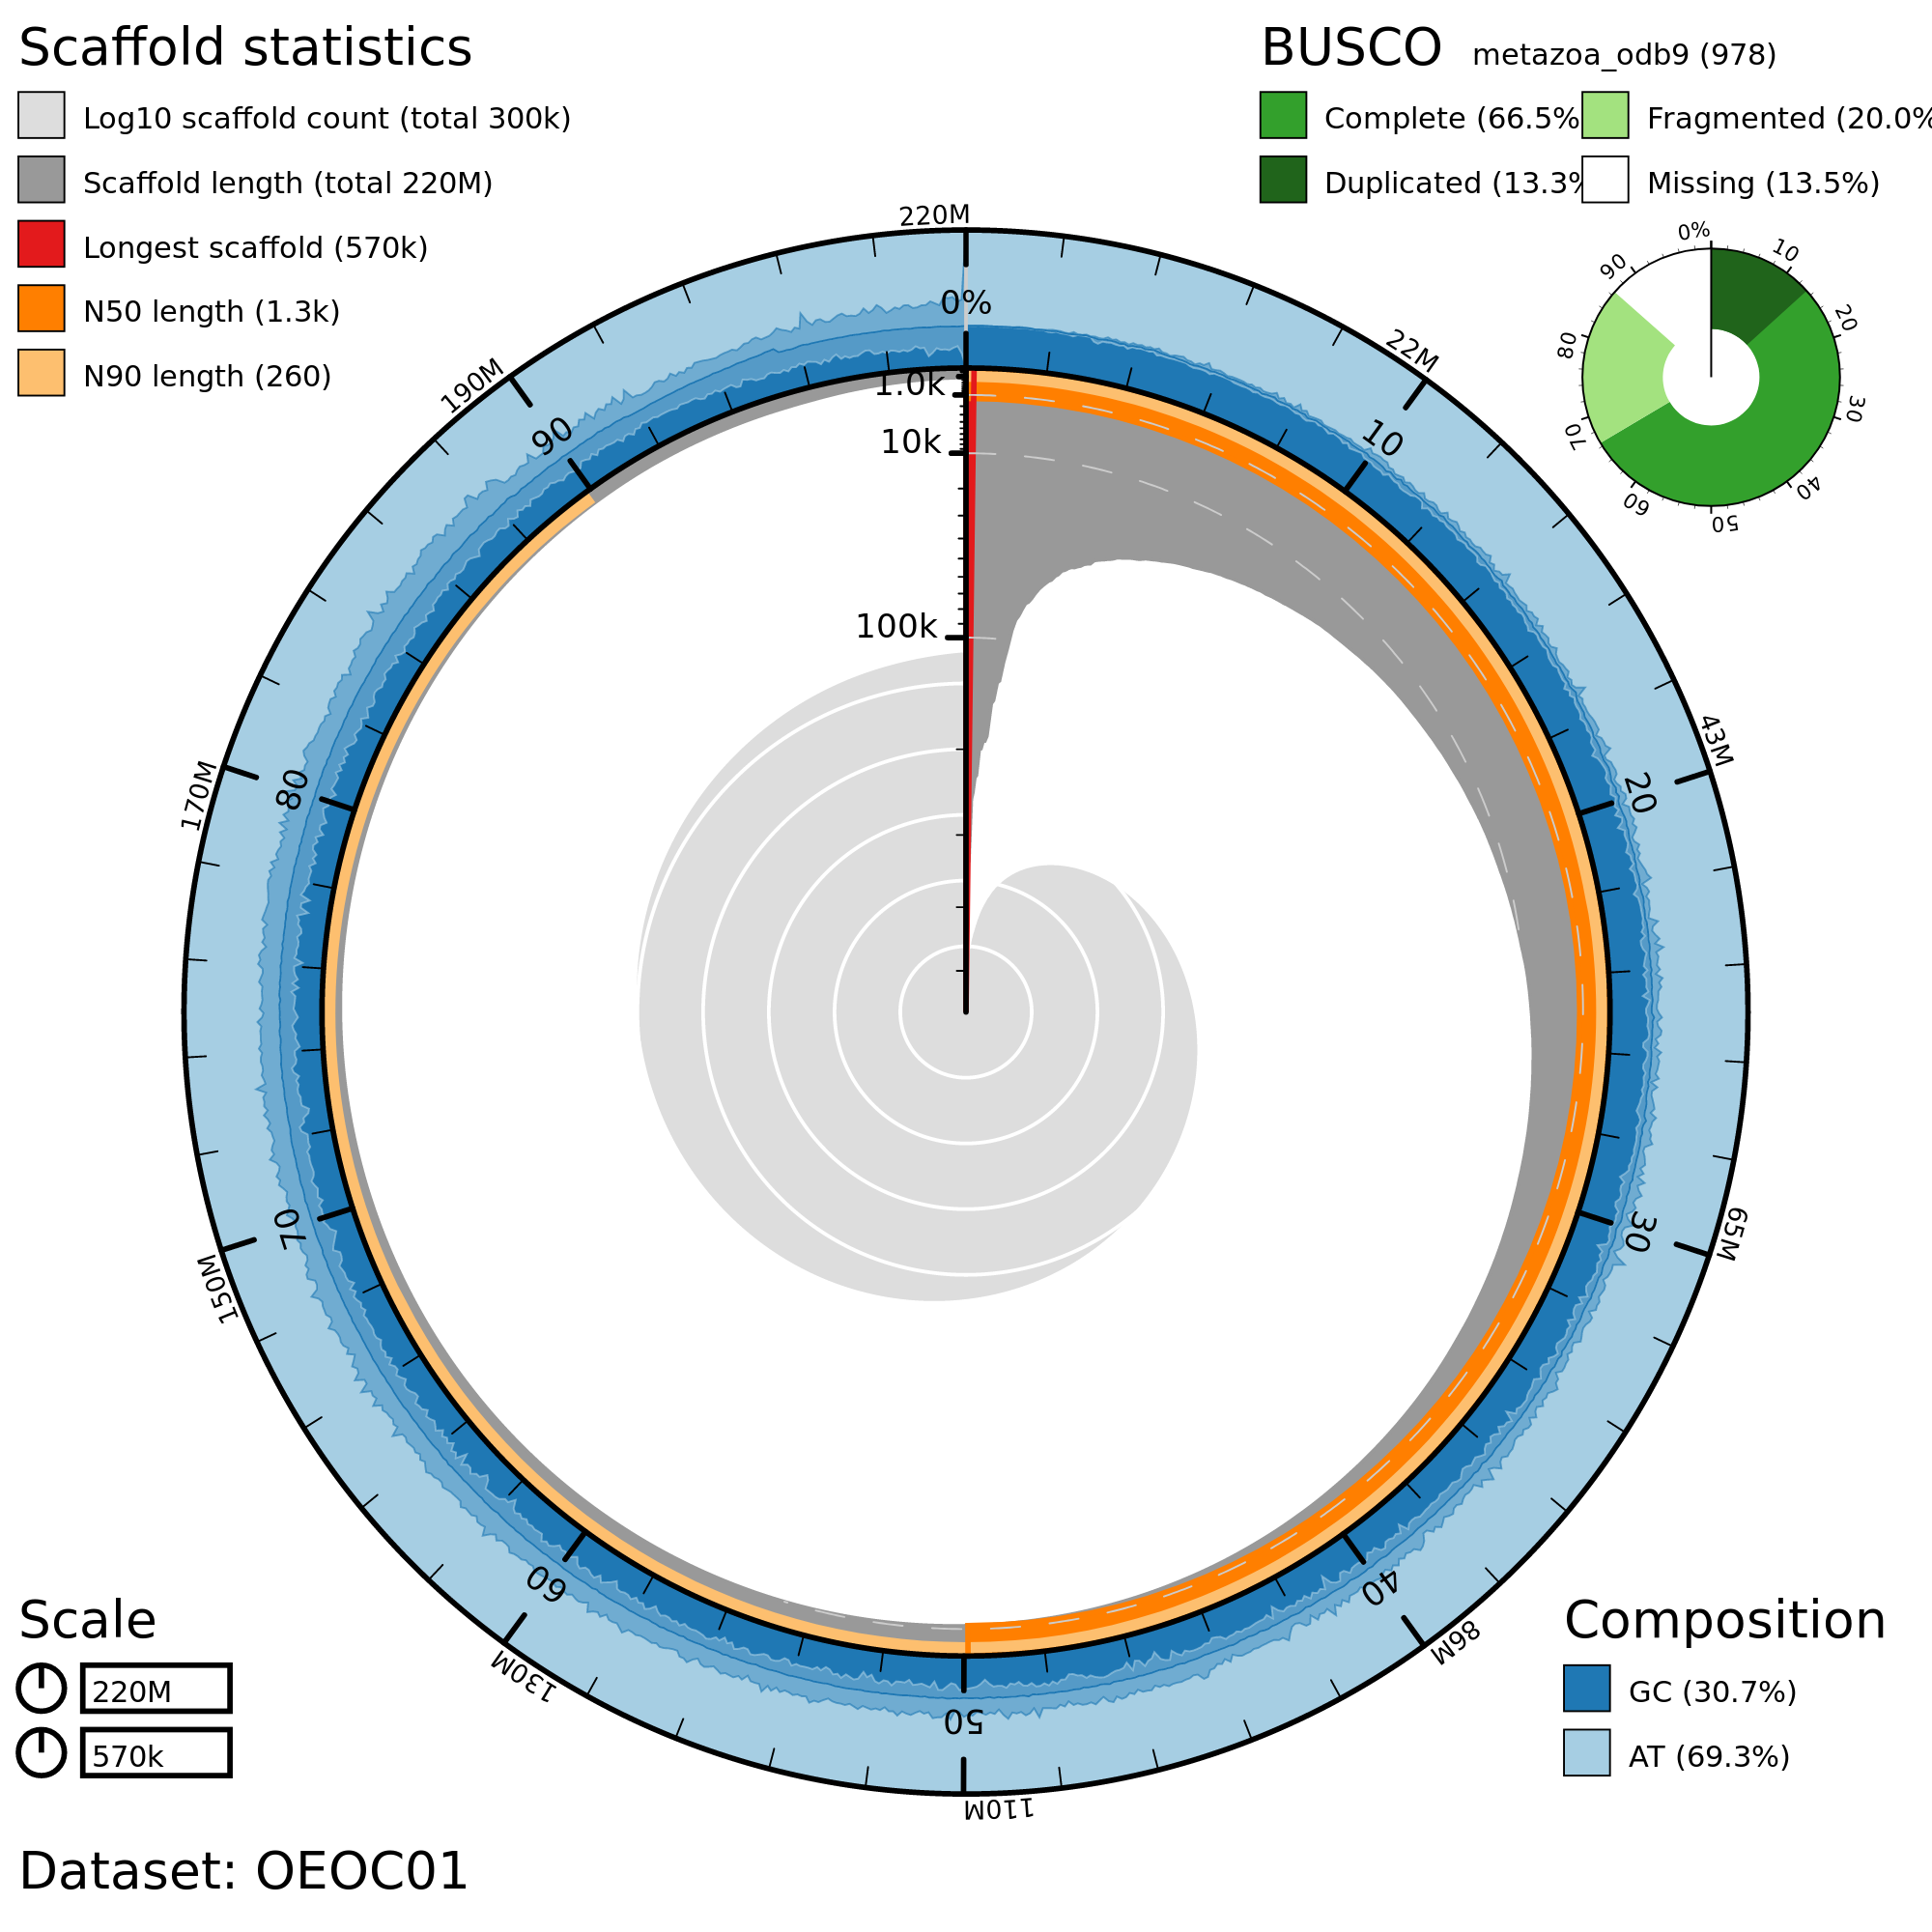 Scaffold statistics
Log10 scaffold count (total 300k)
Scaffold length (total 220M)
Longest scaffold (570k)
N50 length (1.3k)
N90 length (260)
BUSCO metazoa_odb9 (978)
Complete (66.5% Fragmented (20.0%
Duplicated (13.3% Missing (13.5%)
0%
10
20
30
40
50
60
70
80
90
220M
22M
43M
65M
86M
110M
130M
150M
170M
190M
0%
10
20
30
40
50
60
70
80
90
1.0k
10k
100k
Scale
220M
570k
Composition
GC (30.7%)
AT (69.3%)
Dataset: OEOC01